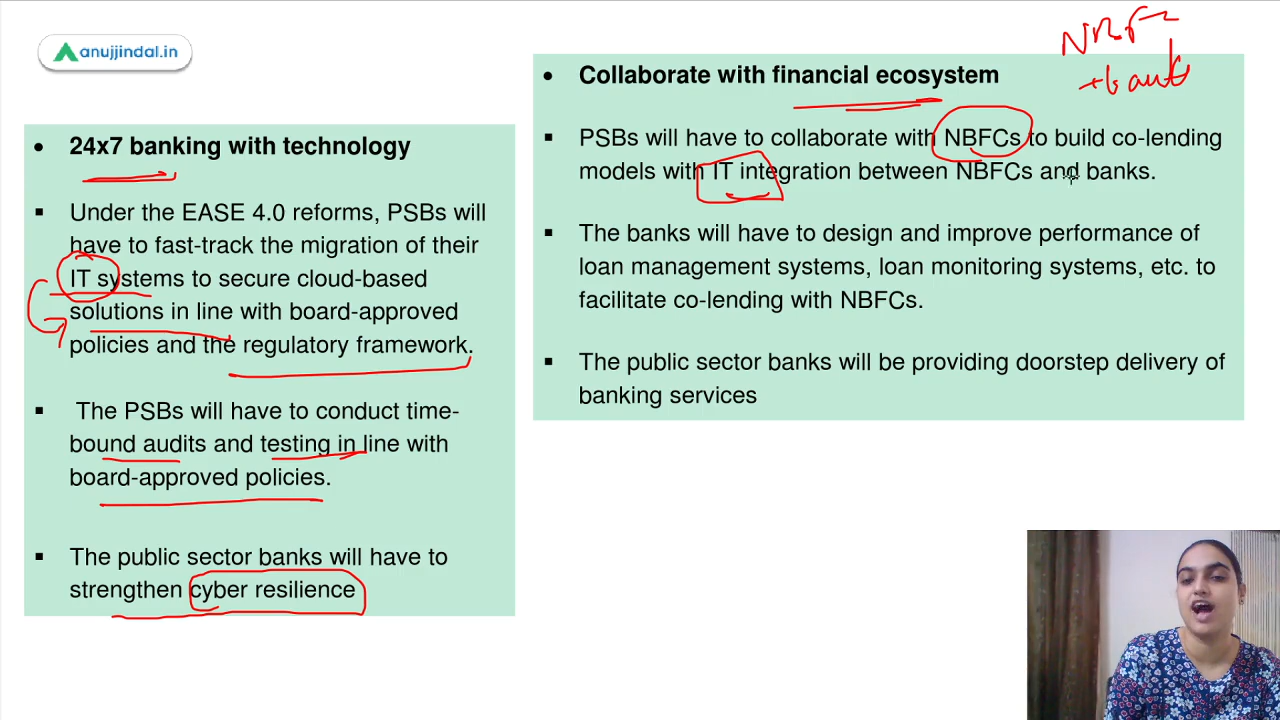 anujjindal.in
24x7 banking with technology
Under the EASE 4.0 reforms, PSBs will
have to fast-track the migration of their
IT systems to secure cloud-based
solutions in line with board-approved
policies and the regulatory framework.
The PSBs will have to conduct time-
bound audits and testing in line with
board-approved policies.
The public sector banks will have to
strengthen cyber resilience
NBFC
+bank
Collaborate with financial ecosystem
PSBs will have to collaborate with NBFCs to build co-lending
models with IT integration between NBFCs and banks.
The banks will have to design and improve performance of
loan management systems, loan monitoring systems, etc. to
facilitate co-lending with NBFCs.
The public sector banks will be providing doorstep delivery of
banking services